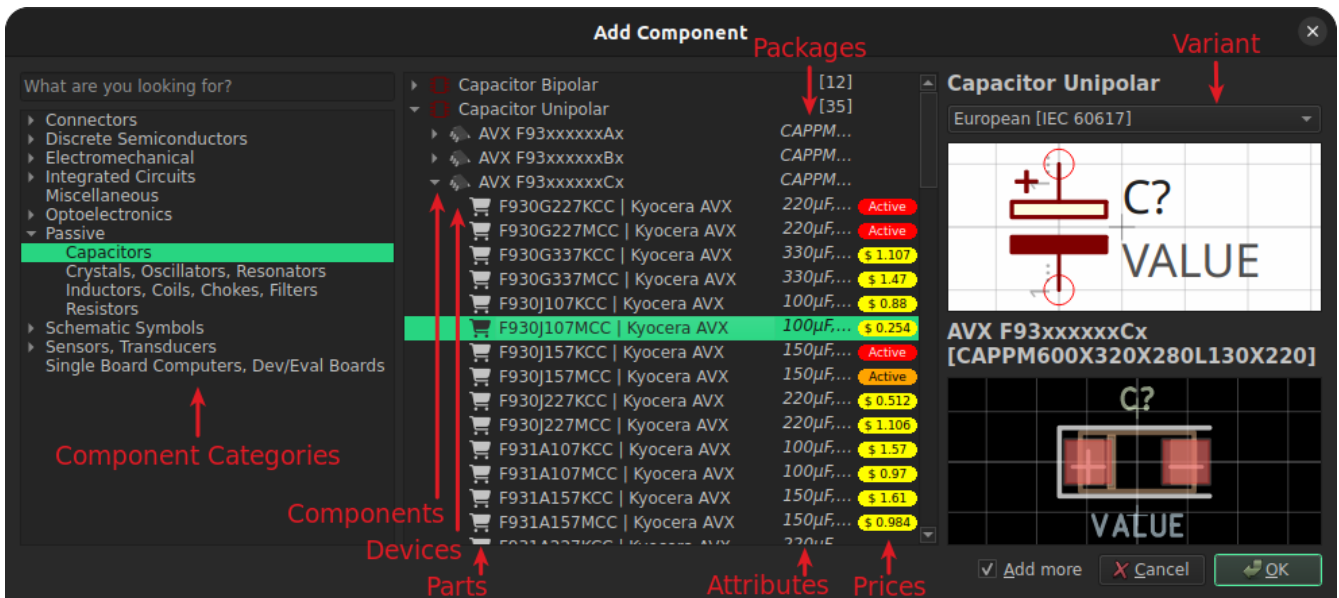 Add Component
Packages
Variant
What are you looking for?
Connectors
Discrete Semiconductors
Electromechanical
Integrated Circuits
Miscellaneous
Optoelectronics
Passive
Capacitors
Crystals, Oscillators, Resonators
Inductors, Coils, Chokes, Filters
Resistors
Schematic Symbols
Sensors, Transducers
Single Board Computers, Dev/Eval Boards
Component Categories
Capacitor Bipolar [12]
Capacitor Unipolar [35]
AVX F93xxxxxxAx CAPPM...
AVX F93xxxxxxBx CAPPM...
AVX F93xxxxxxCx CAPPM...
F930G227KCC | Kyocera AVX 220µF,... Active
F930G227MCC | Kyocera AVX 220µF,... Active
F930G337KCC | Kyocera AVX 330µF,... $ 1.107
F930G337MCC | Kyocera AVX 330µF,... $ 1.47
F930J107KCC | Kyocera AVX 100µF,... $ 0.88
F930J107MCC | Kyocera AVX 100µF,... $ 0.254
F930J157KCC | Kyocera AVX 150µF,... Active
F930J157MCC | Kyocera AVX 150µF,... Active
F930J227KCC | Kyocera AVX 220µF,... $ 0.512
F930J227MCC | Kyocera AVX 220µF,... $ 1.106
F931A107KCC | Kyocera AVX 100µF,... $ 1.57
F931A107MCC | Kyocera AVX 100µF,... $ 0.97
F931A157KCC | Kyocera AVX 150µF,... $ 1.61
F931A157MCC | Kyocera AVX 150µF,... $ 0.984
Components
Devices
Parts
Attributes
Prices
Capacitor Unipolar
European [IEC 60617]
C?
VALUE
AVX F93xxxxxxCx
[CAPPM600X320X280L130X220]
C?
VALUE
Add more
Cancel
OK